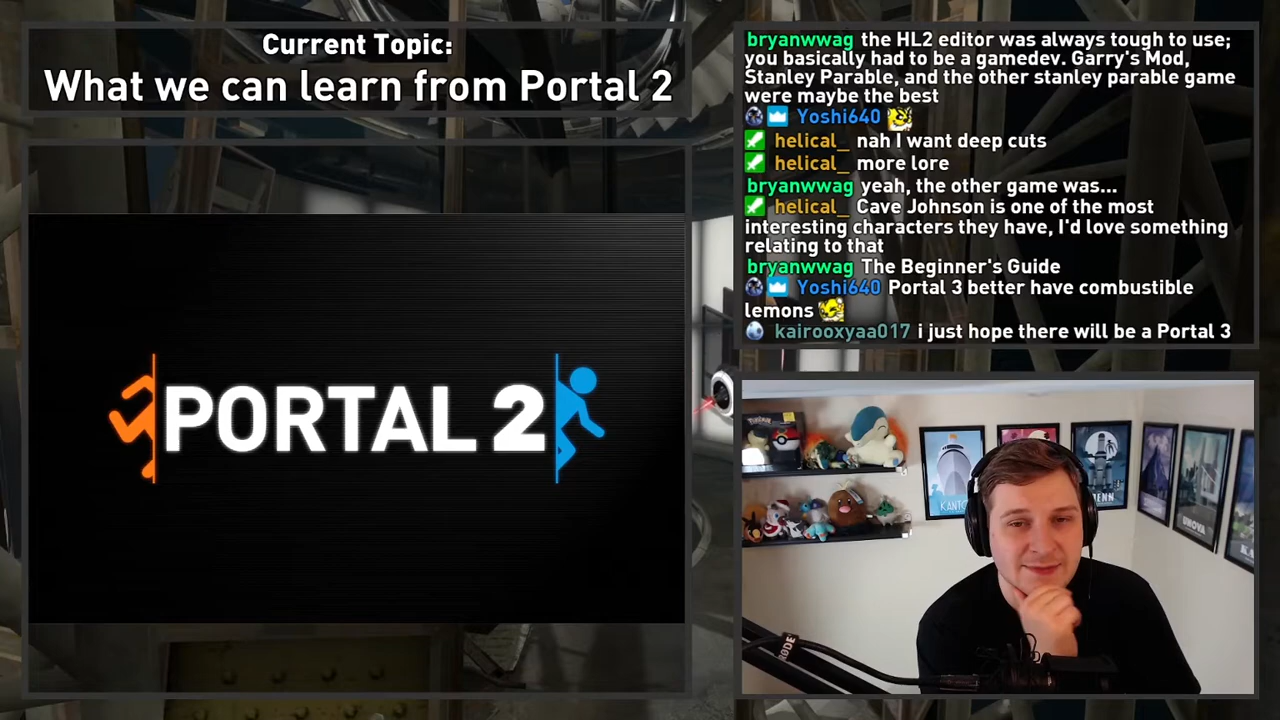 Current Topic:
What we can learn from Portal 2
PORTAL 2
bryanwwag the HL2 editor was always tough to use;
you basically had to be a gamedev. Garry's Mod,
Stanley Parable, and the other stanley parable game
were maybe the best
Yoshi640
helical_ nah I want deep cuts
helical_ more lore
bryanwwag yeah, the other game was...
helical_ Cave Johnson is one of the most
interesting characters they have, I'd love something
relating to that
bryanwwag The Beginner's Guide
Yoshi640 Portal 3 better have combustible
lemons
kairooxyaa017 i just hope there will be a Portal 3
KANTO
UNOVA
RODE